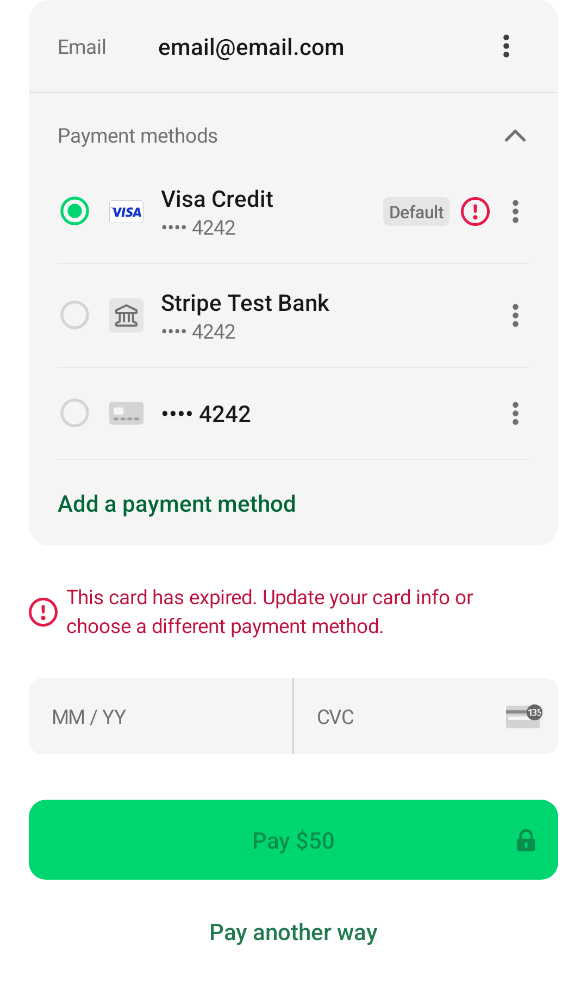 Email email@email.com
Payment methods
VISA Visa Credit Default
•••• 4242
Stripe Test Bank
•••• 4242
•••• 4242
Add a payment method
This card has expired. Update your card info or
choose a different payment method.
MM / YY CVC 135
Pay $50
Pay another way